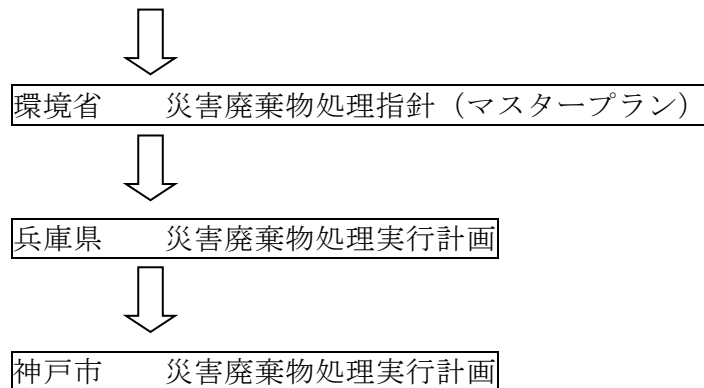 環境省　　災害廃棄物処理指針（マスタープラン）
兵庫県　　災害廃棄物処理実行計画
神戸市　　災害廃棄物処理実行計画